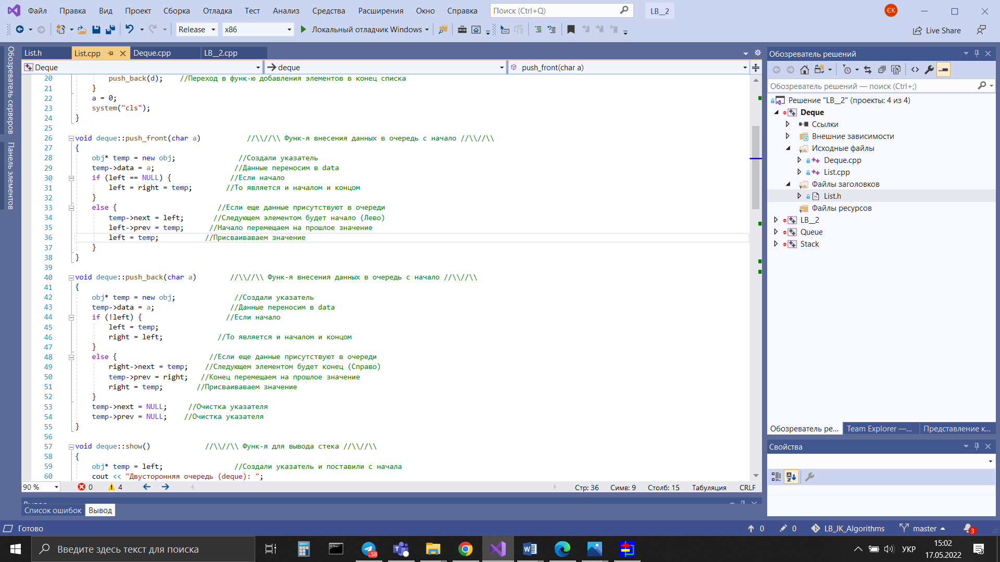 Файл Правка Вид Проект Сборка Отладка Тест Анализ Средства Расширения Окно Справка Поиск (Ctrl+Q) LB__2 ЄК
Release x86 Локальный отладчик Windows Live Share
Обозреватель серверов
Панель элементов
List.h List.cpp Deque.cpp LB__2.cpp
Deque deque push_front(char a)
20 push_back(d); //Переход в функ-ю добавления элементов в конец списка
21 }
22 a = 0;
23 system("cls");
24 }
25
26 void deque::push_front(char a) //\\//\\ Функ-я внесения данных в очередь с начало //\\//\\
27 {
28 obj* temp = new obj; //Создали указатель
29 temp->data = a; //Данные переносим в data
30 if (left == NULL) { //Если начало
31 left = right = temp; //То является и началом и концом
32 }
33 else { //Если еще данные присутствуют в очереди
34 temp->next = left; //Следующем элементом будет начало (Лево)
35 left->prev = temp; //Начало перемещаем на прошлое значение
36 left = temp; //Присваиваваем значение
37 }
38 }
39
40 void deque::push_back(char a) //\\//\\ Функ-я внесения данных в очередь с начало //\\//\\
41 {
42 obj* temp = new obj; //Создали указатель
43 temp->data = a; //Данные переносим в data
44 if (!left) { //Если начало
45 left = temp;
46 right = left; //То является и началом и концом
47 }
48 else { //Если еще данные присутствуют в очереди
49 right->next = temp; //Следующем элементом будет конец (Справо)
50 temp->prev = right; //Конец перемещаем на прошлое значение
51 right = temp; //Присваиваваем значение
52 }
53 temp->next = NULL; //Очистка указателя
54 temp->prev = NULL; //Очистка указателя
55 }
56
57 void deque::show() //\\//\\ Функ-я для вывода стека //\\//\\
58 {
59 obj* temp = left; //Создали указатель и поставили с начала
60 cout << "Двусторонняя очередь (deque): ";
90 % 0 4 Стр: 36 Симв: 9 Столб: 15 Табуляция CRLF
Список ошибок Вывод
Обозреватель решений
Обозреватель решений — поиск (Ctrl+;)
Решение "LB__2" (проекты: 4 из 4)
Deque
Ссылки
Внешние зависимости
Исходные файлы
Deque.cpp
List.cpp
Файлы заголовков
List.h
Файлы ресурсов
LB__2
Queue
Stack
Обозреватель ре... Team Explorer —... Представление к...
Свойства
Готово 0 0 LB_JK_Algorithms master 3
Введите здесь текст для поиска ..58 УКР 15:02
17.05.2022